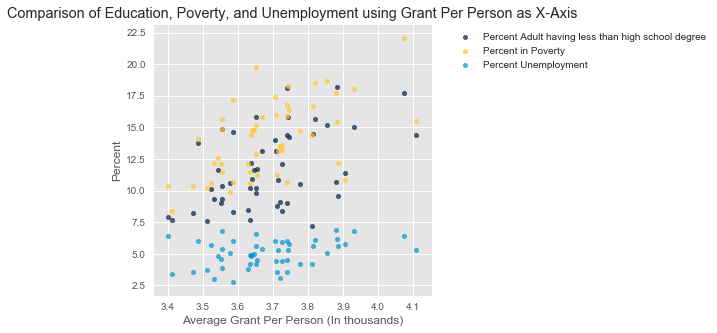 Comparison of Education, Poverty, and Unemployment using Grant Per Person as X-Axis
Percent Adult having less than high school degree
Percent in Poverty
Percent Unemployment
Percent
22.5
20.0
17.5
15.0
12.5
10.0
7.5
5.0
2.5
3.4 3.5 3.6 3.7 3.8 3.9 4.0 4.1
Average Grant Per Person (In thousands)